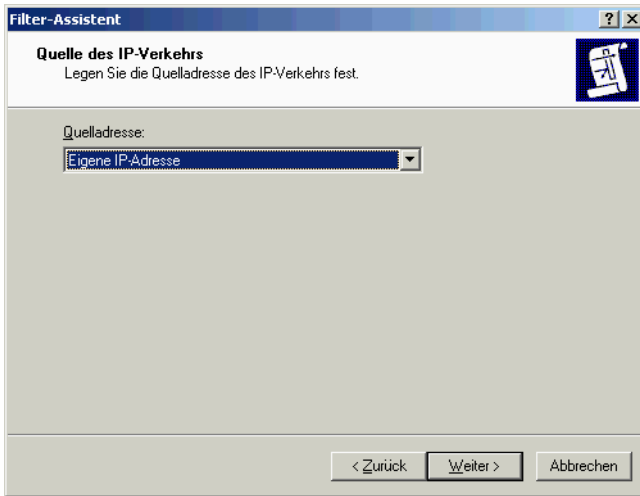 Filter-Assistent
Quelle des IP-Verkehrs
Legen Sie die Quelladresse des IP-Verkehrs fest.
Quelladresse:
Eigene IP-Adresse
< Zurück Weiter > Abbrechen